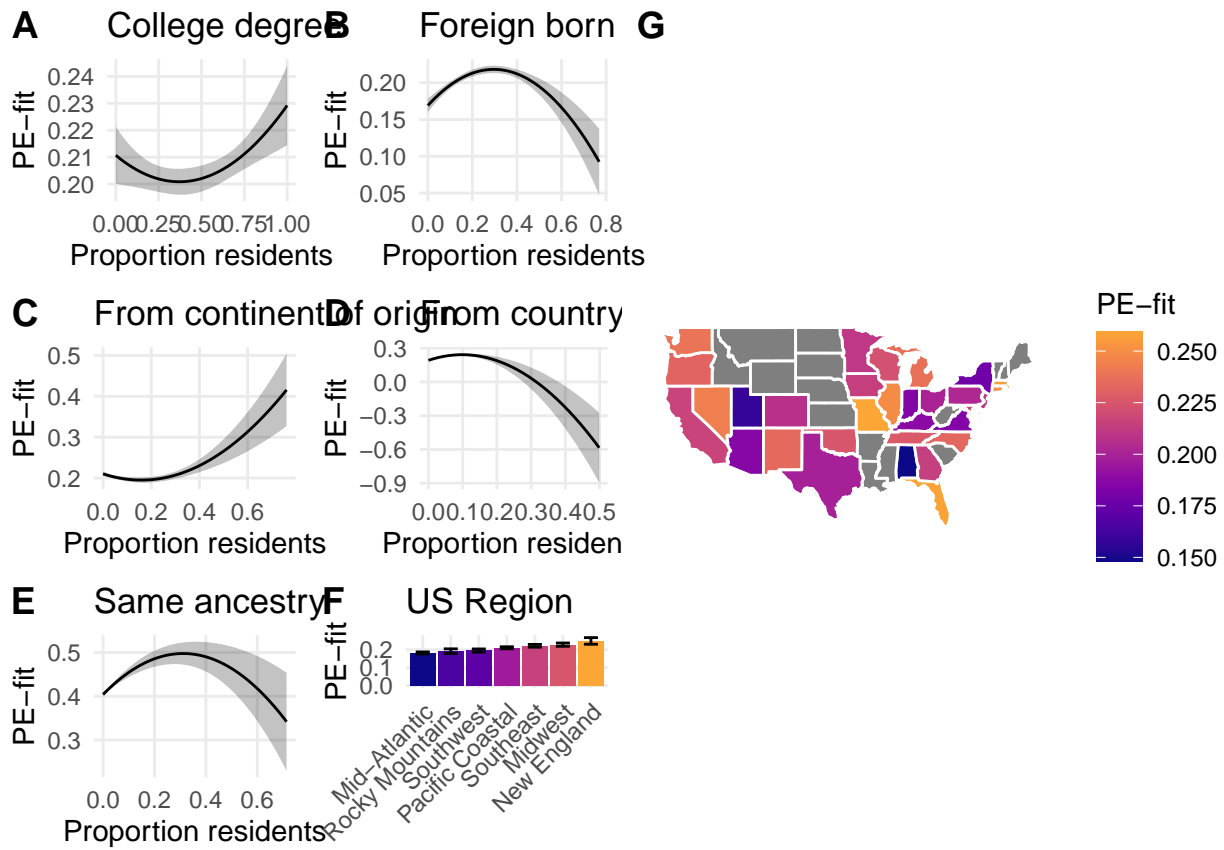 A College degree
PE−fit
0.24
0.23
0.22
0.21
0.20
0.00 0.25 0.50 0.75 1.00
Proportion residents
B Foreign born
PE−fit
0.20
0.15
0.10
0.05
0.0 0.2 0.4 0.6 0.8
Proportion residents
C From continent of origin
PE−fit
0.5
0.4
0.3
0.2
0.0 0.2 0.4 0.6
Proportion residents
D From country
PE−fit
0.3
0.0
−0.3
−0.6
−0.9
0.0 0.1 0.2 0.3 0.4 0.5
Proportion residen
E Same ancestry
PE−fit
0.5
0.4
0.3
0.0 0.2 0.4 0.6
Proportion residents
F US Region
PE−fit
0.2
0.1
0.0
Mid−Atlantic
Rocky Mountains
Southwest
Pacific Coastal
Southeast
Midwest
New England
G
PE−fit
0.250
0.225
0.200
0.175
0.150